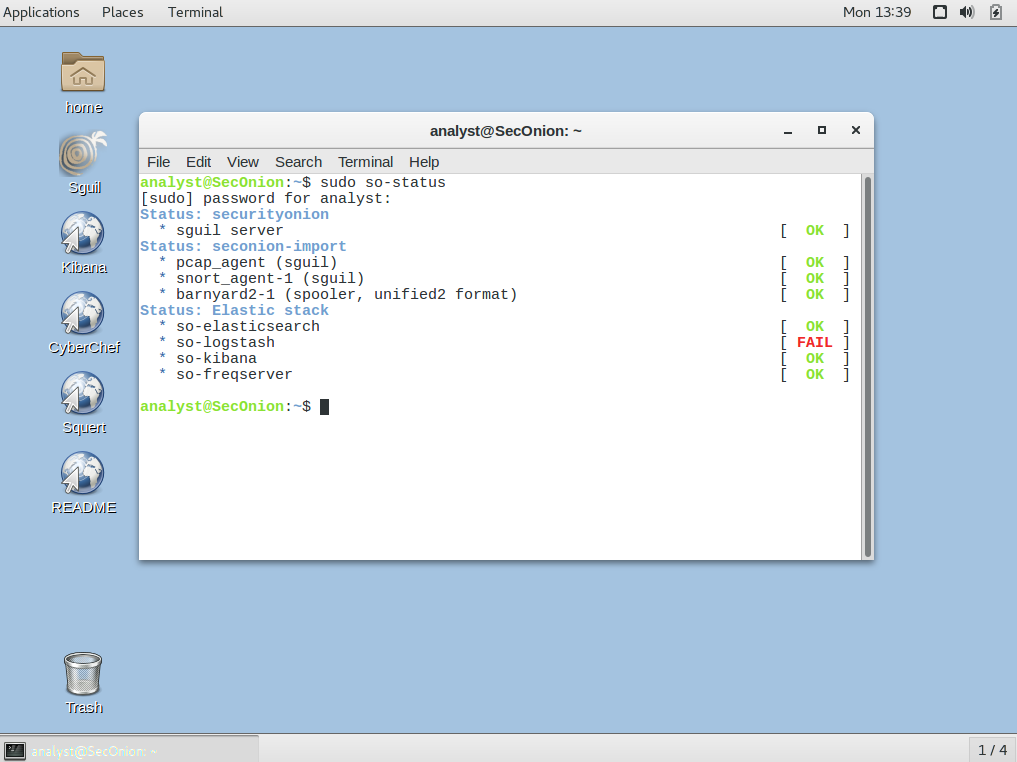 Applications Places Terminal Mon 13:39
home
Sguil
Kibana
CyberChef
Squert
README
Trash
analyst@SecOnion: ~
File Edit View Search Terminal Help
analyst@SecOnion:~$ sudo so-status
[sudo] password for analyst:
Status: securityonion
* sguil server [ OK ]
Status: seconion-import
* pcap_agent (sguil) [ OK ]
* snort_agent-1 (sguil) [ OK ]
* barnyard2-1 (spooler, unified2 format) [ OK ]
Status: Elastic stack
* so-elasticsearch [ OK ]
* so-logstash [ FAIL ]
* so-kibana [ OK ]
* so-freqserver [ OK ]
analyst@SecOnion:~$
analyst@SecOnion: ~ 1 / 4